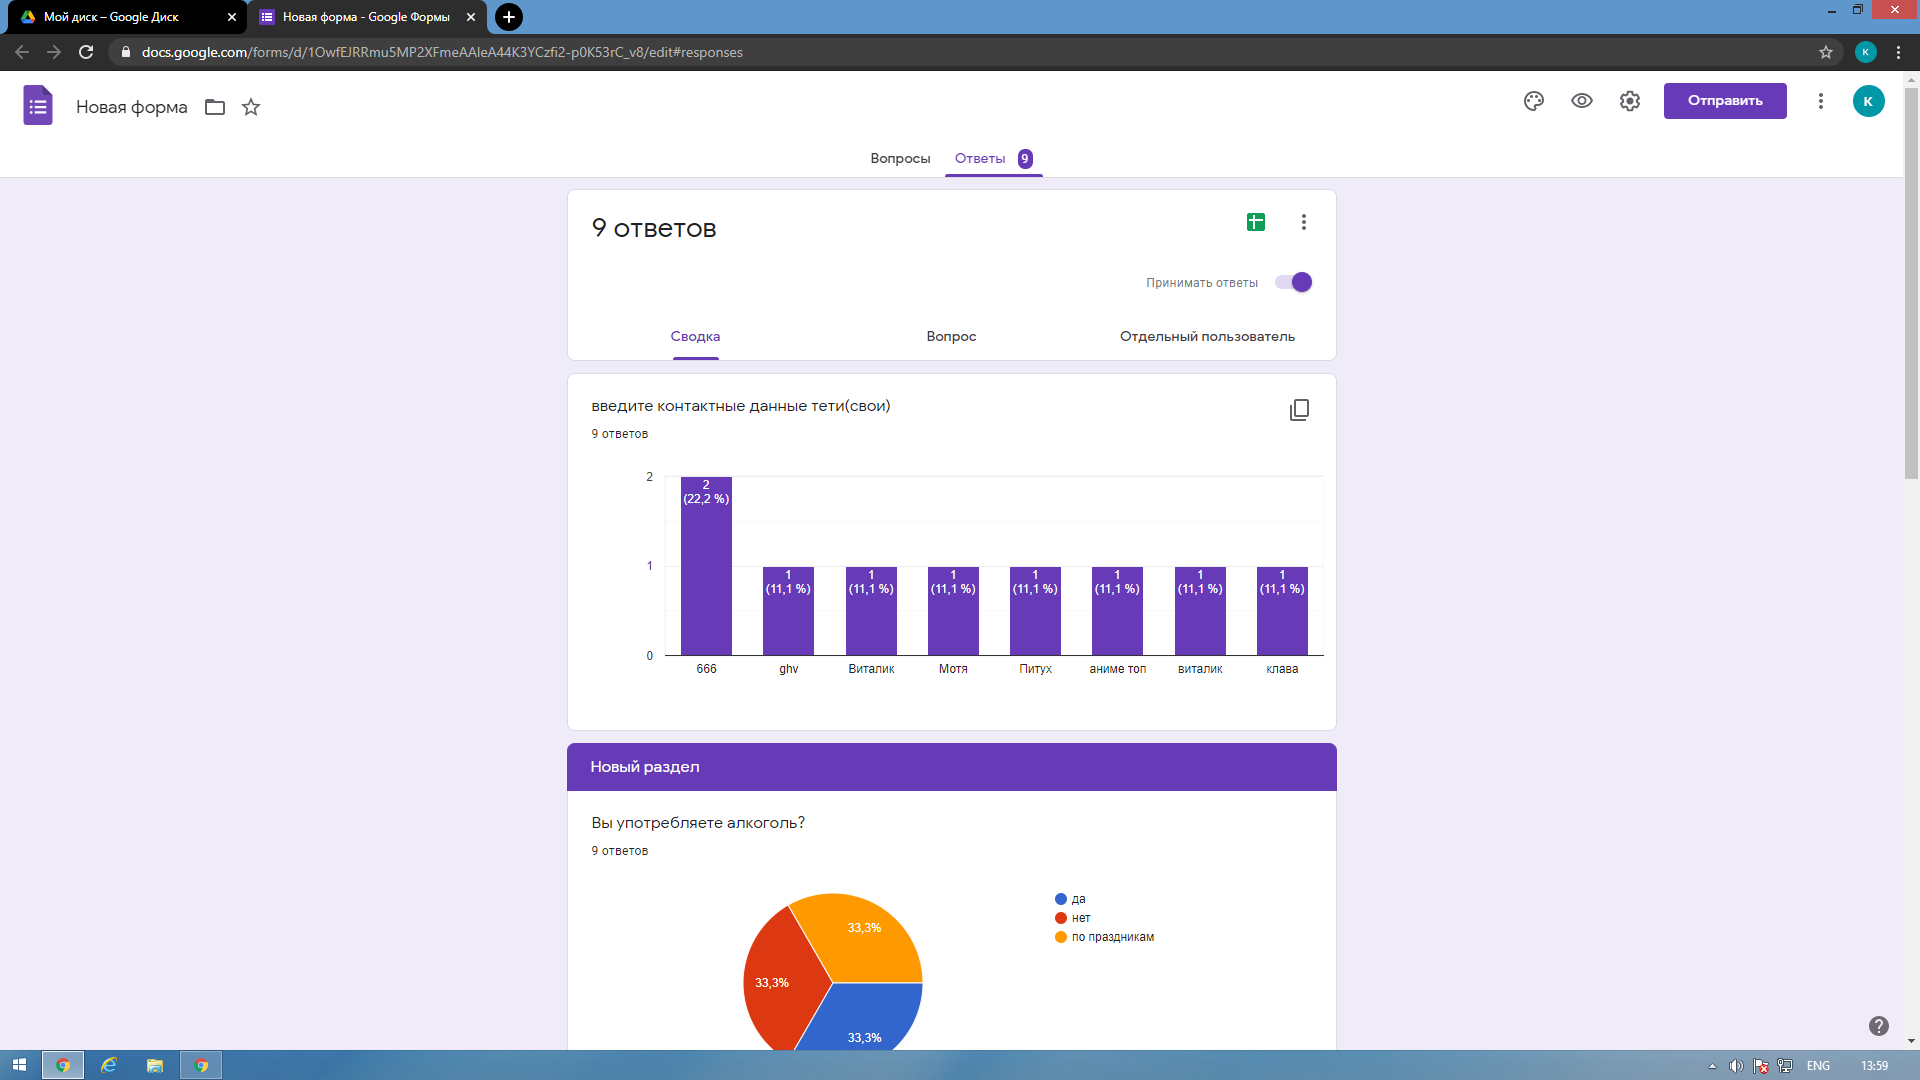 Мой диск – Google Диск
Новая форма - Google Формы
docs.google.com/forms/d/1OwfEJRRmu5MP2XFmeAAleA44K3YCzfi2-p0K53rC_v8/edit#responses
K
Новая форма
Отправить
K
Вопросы
Ответы 9
9 ответов
Принимать ответы
Сводка
Вопрос
Отдельный пользователь
введите контактные данные тети(свои)
9 ответов
2
1
0
2
(22,2 %)
1
(11,1 %)
1
(11,1 %)
1
(11,1 %)
1
(11,1 %)
1
(11,1 %)
1
(11,1 %)
1
(11,1 %)
666
ghv
Виталик
Мотя
Питух
аниме топ
виталик
клава
Новый раздел
Вы употребляете алкоголь?
9 ответов
33,3%
33,3%
33,3%
да
нет
по праздникам
ENG
13:59